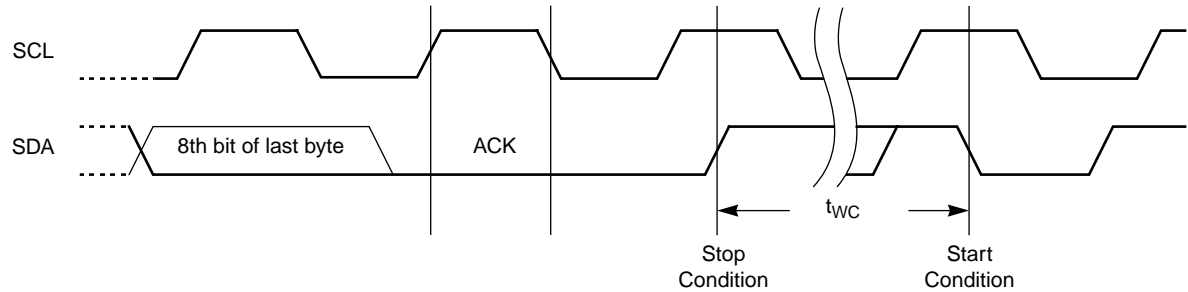 SCL
SDA
8th bit of last byte
ACK
tWC
Stop
Condition
Start
Condition